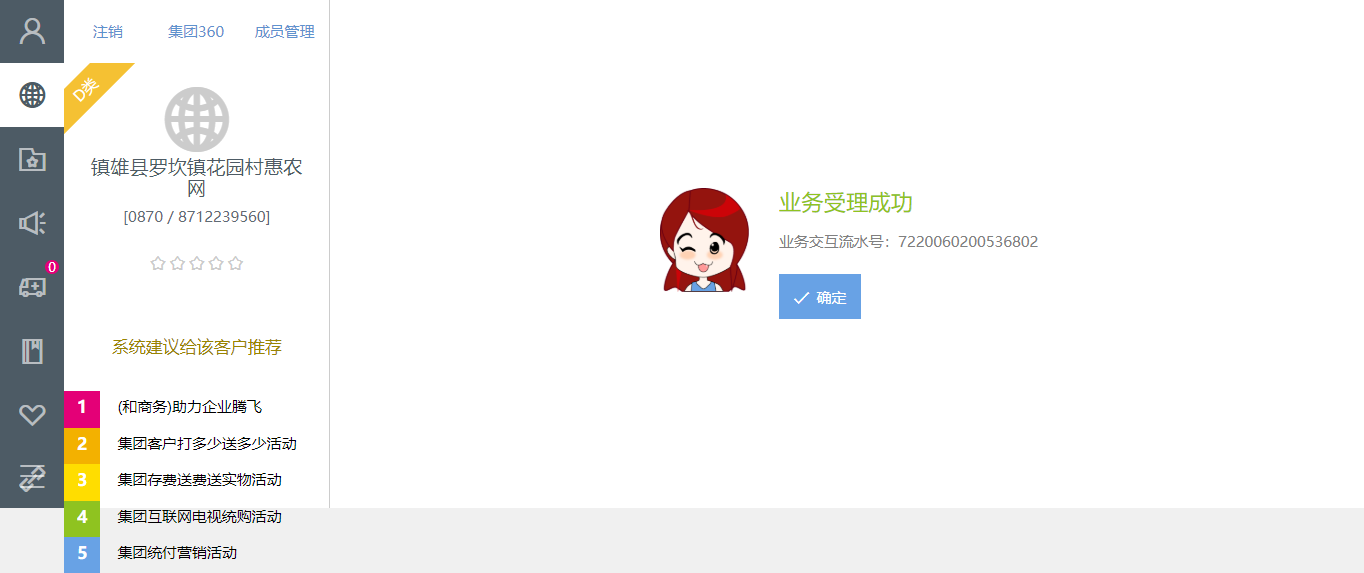 注销 集团360 成员管理
D类
镇雄县罗坎镇花园村惠农
网
[0870 / 8712239560]
0
系统建议给该客户推荐
1 (和商务)助力企业腾飞
2 集团客户打多少送多少活动
3 集团存费送费送实物活动
4 集团互联网电视统购活动
5 集团统付营销活动
业务受理成功
业务交互流水号：7220060200536802
确定